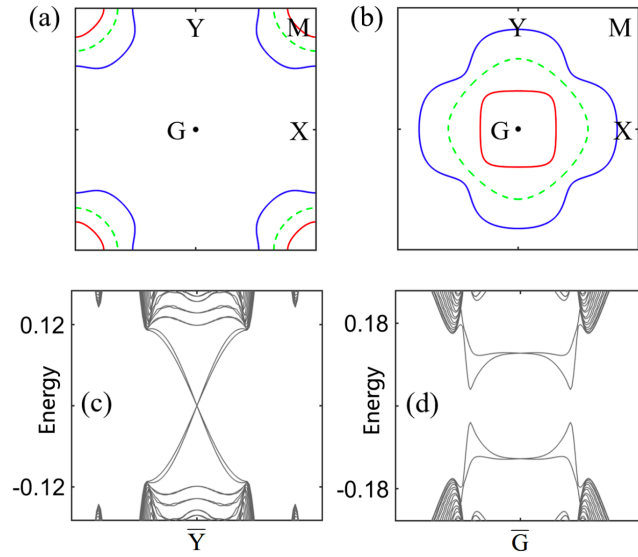 (a)
Y
M
G
X
(b)
Y
M
G
X
0.12
Energy
(c)
-0.12
Y
0.18
Energy
(d)
-0.18
G